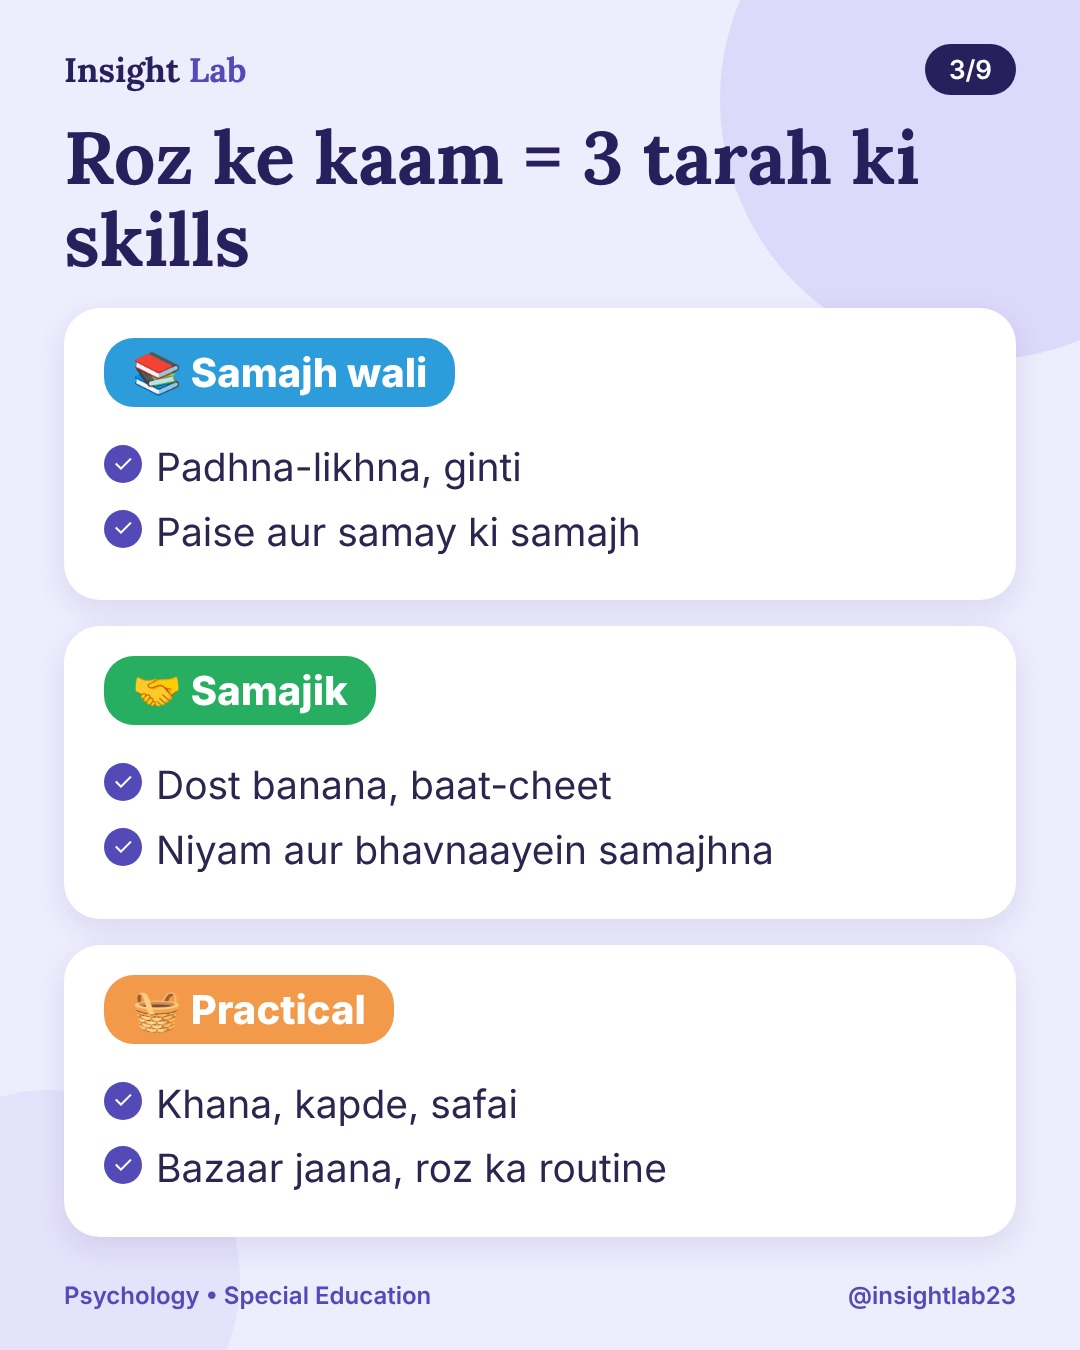 Insight Lab
3/9
Roz ke kaam = 3 tarah ki
skills
Samajh wali
Padhna-likhna, ginti
Paise aur samay ki samajh
Samajik
Dost banana, baat-cheet
Niyam aur bhavnaayein samajhna
Practical
Khana, kapde, safai
Bazaar jaana, roz ka routine
Psychology • Special Education
@insightlab23